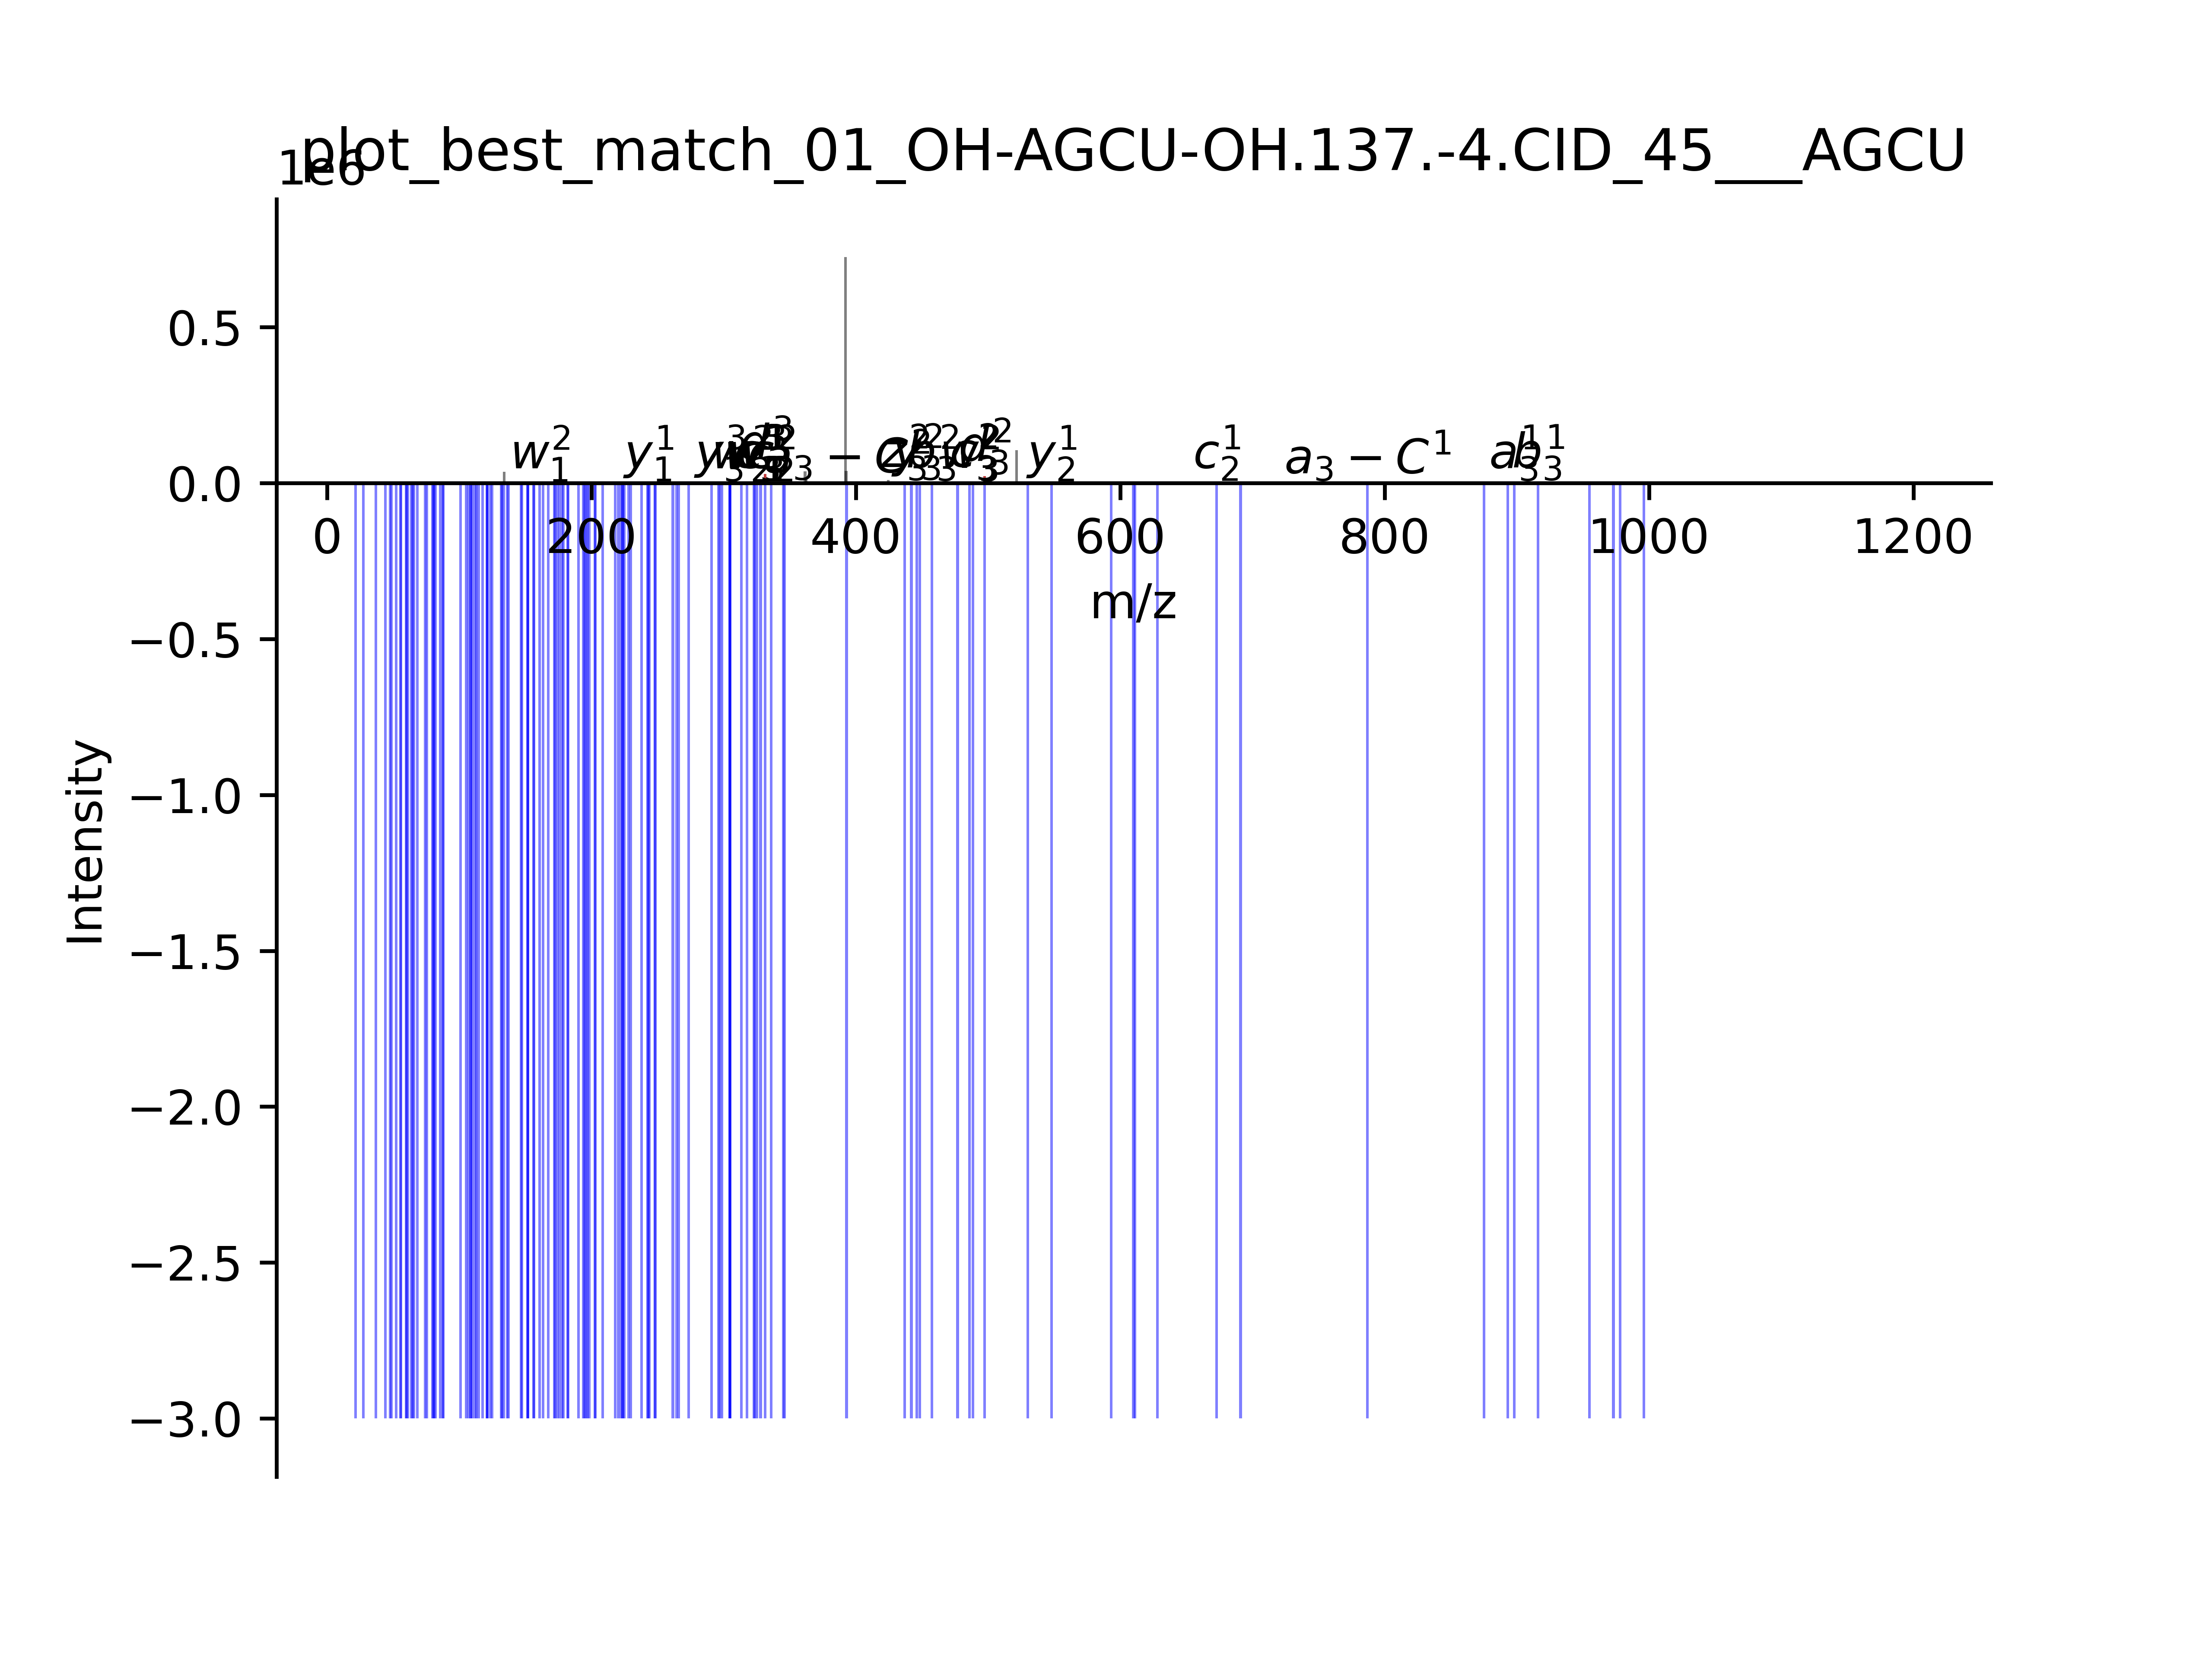 plot_best_match_01_OH-AGCU-OH.137.-4.CID_45___AGCU
1e6
0.5
w₁² y₁¹ y₂¹ c₂¹ a₃ − C¹ b₃¹
0.0
0 200 400 600 800 1000 1200
m/z
−0.5
−1.0
Intensity
−1.5
−2.0
−2.5
−3.0